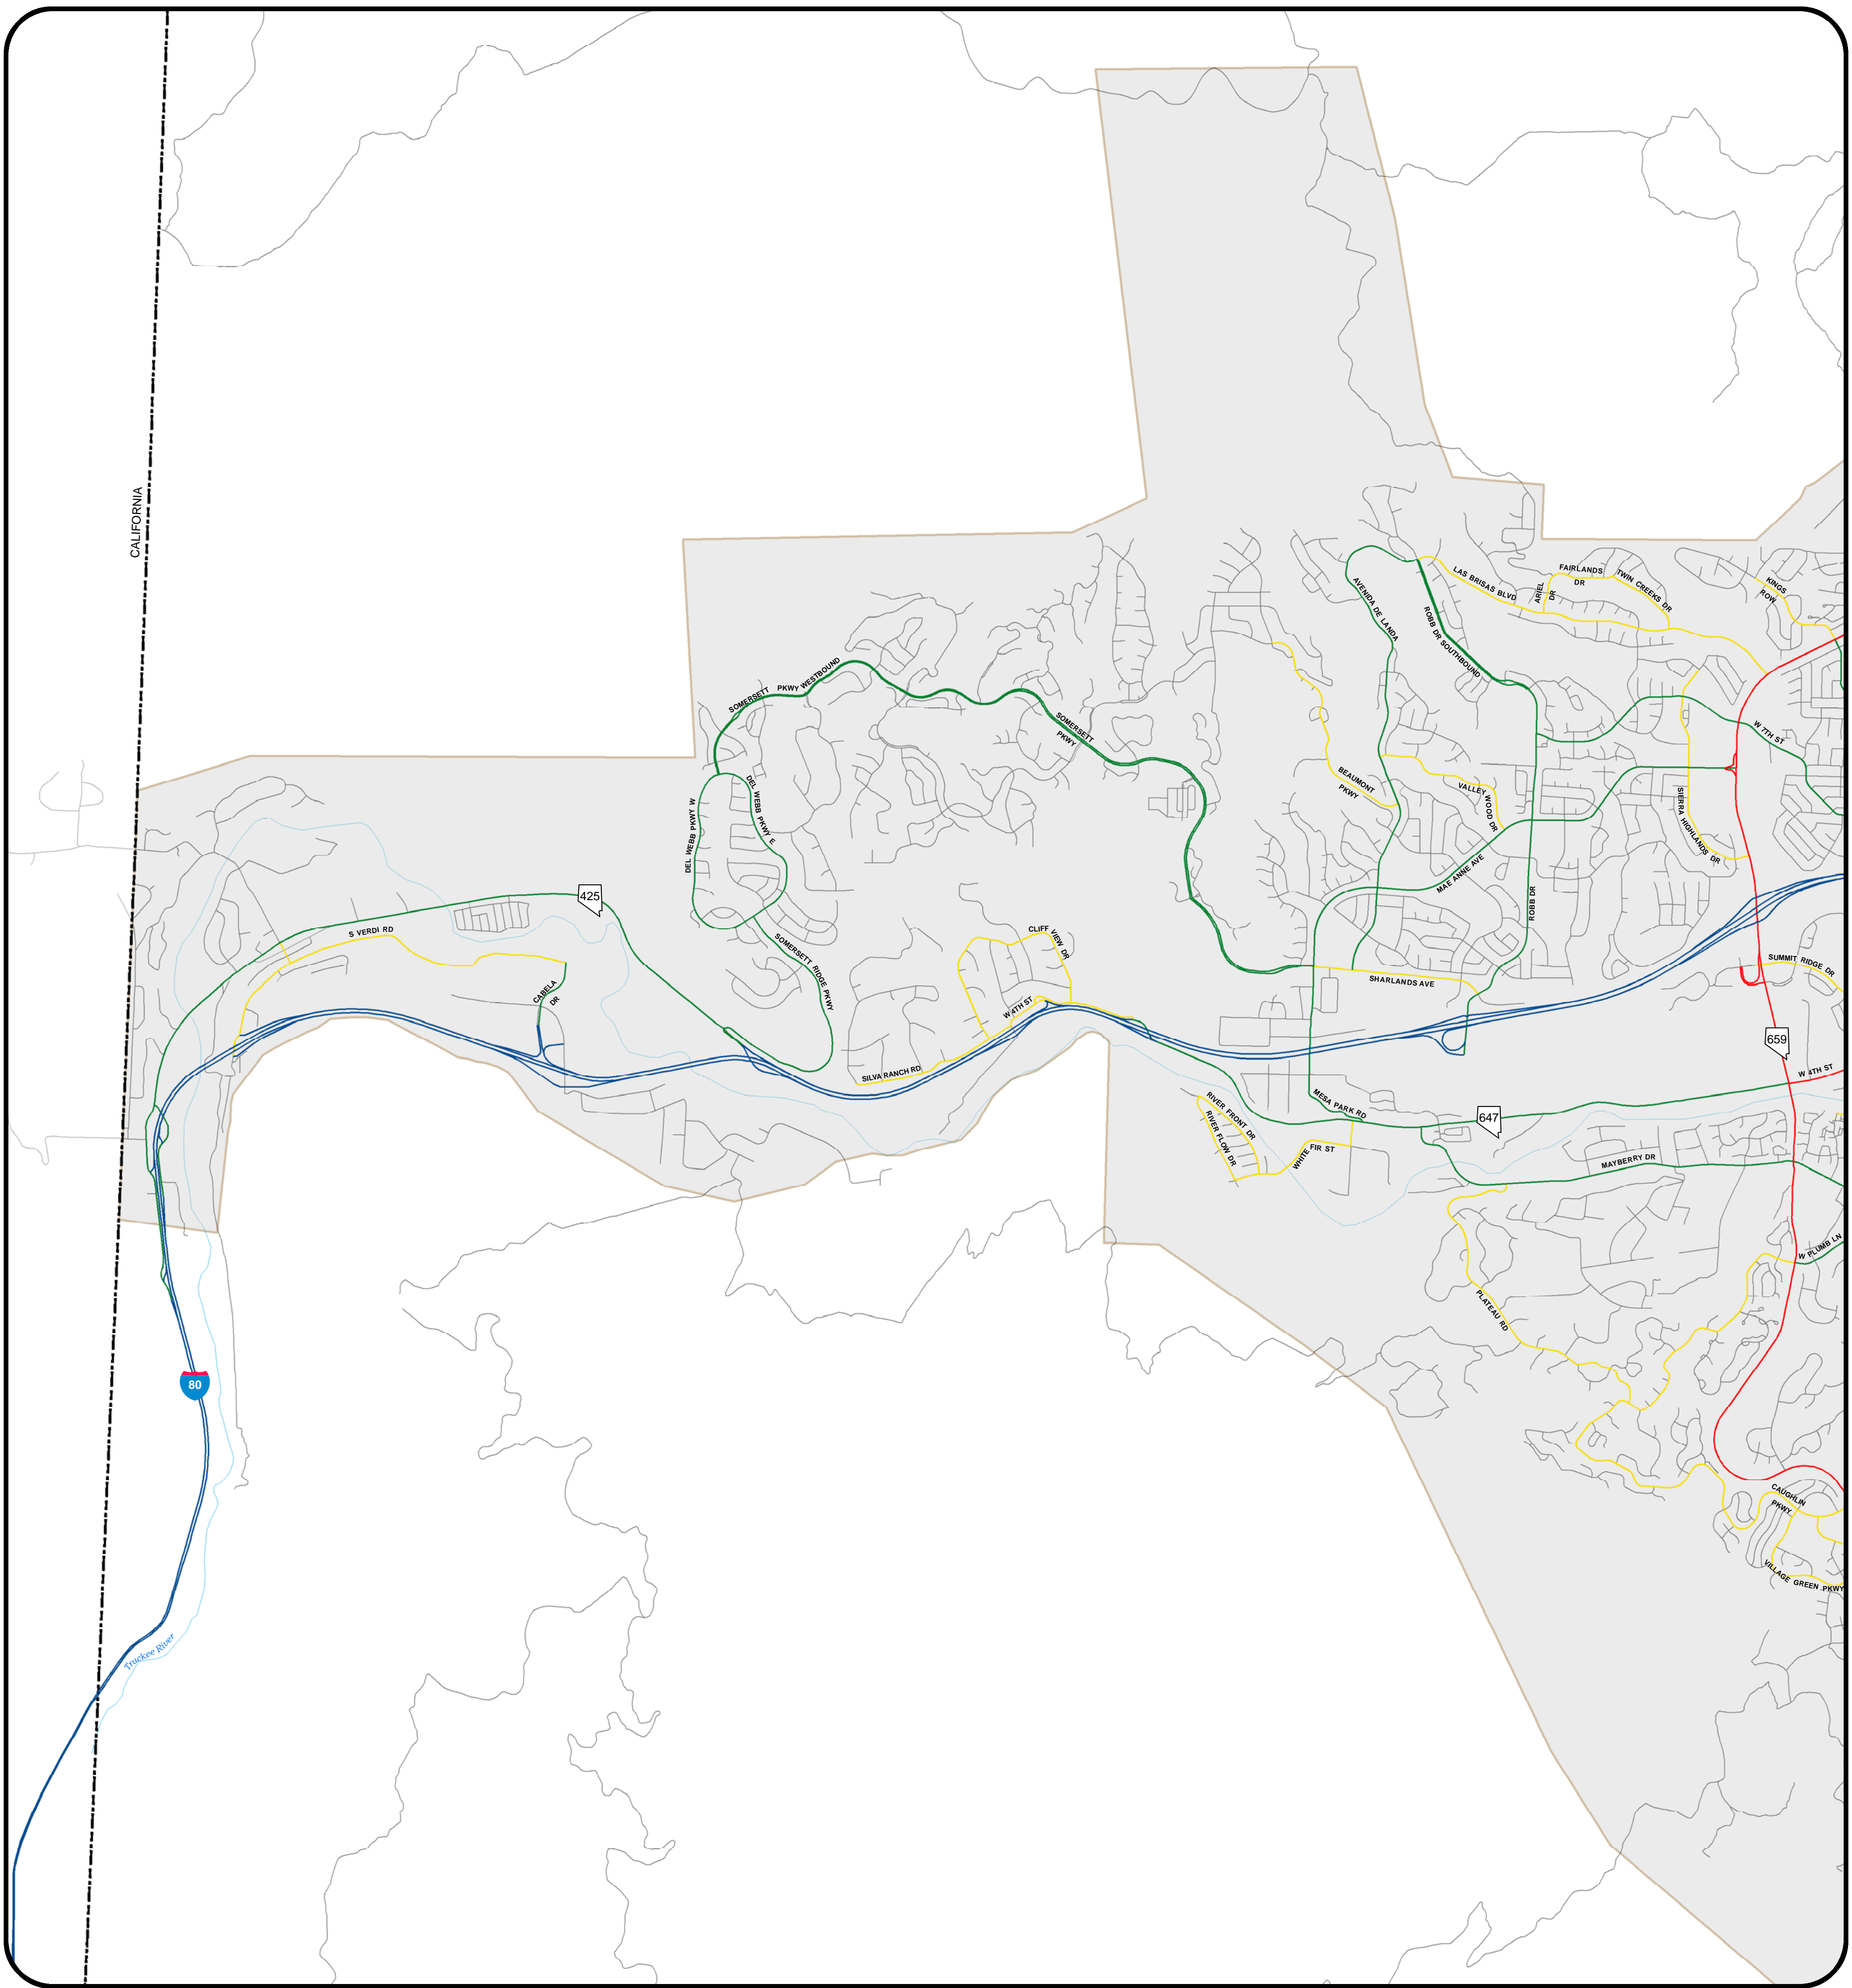 CALIFORNIA
LAS BRISAS BLVD
ARIEL
DR
FAIRLANDS
DR
TWIN CREEKS DR
KINGS
ROW
AVENIDA DE LANDA
ROBB DR SOUTHBOUND
SOMERSETT PKWY WESTBOUND
SOMERSETT
PKWY
W 7TH ST
BEAUMONT
PKWY
VALLEY
WOOD DR
SIERRA HIGHLANDS DR
DEL WEBB PKWY W
DEL WEBB PKWY E
MAE ANNE AVE
ROBB DR
425
S VERDI RD
CLIFF
VIEW DR
SOMERSETT RIDGE PKWY
SUMMIT RIDGE DR
SHARLANDS AVE
CABELA
DR
W 4TH ST
659
SILVA RANCH RD
W 4TH ST
MESA PARK RD
647
RIVER FRONT DR
RIVER FLOW DR
WHITE
FIR ST
MAYBERRY DR
W PLUMB LN
PLATEAU RD
80
CAUGHLIN
PKWY
VILLAGE GREEN PKWY
Truckee River